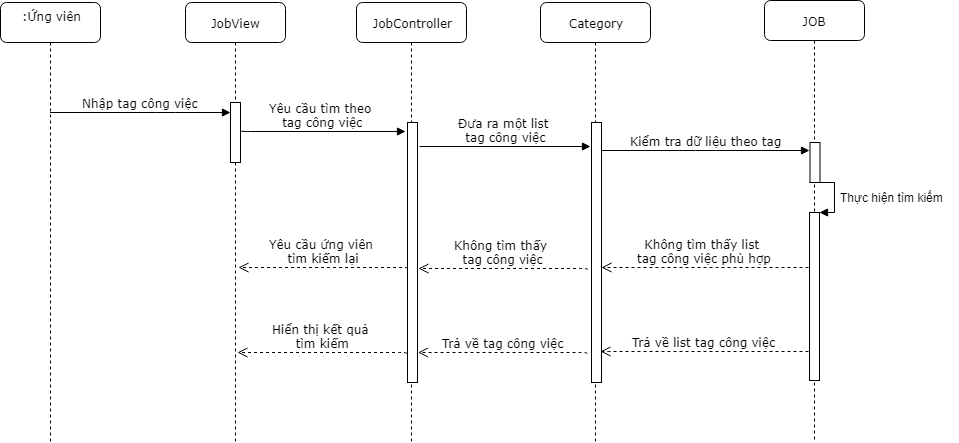 :Ứng viên
JobView
JobController
Category
JOB
Nhập tag công việc
Yêu cầu tìm theo
tag công việc
Đưa ra một list
tag công việc
Kiểm tra dữ liệu theo tag
Thực hiện tìm kiếm
Yêu cầu ứng viên
tìm kiếm lại
Không tìm thấy
tag công việc
Không tìm thấy list
tag công việc phù hợp
Hiển thị kết quả
tìm kiếm
Trả về tag công việc
Trả về list tag công việc